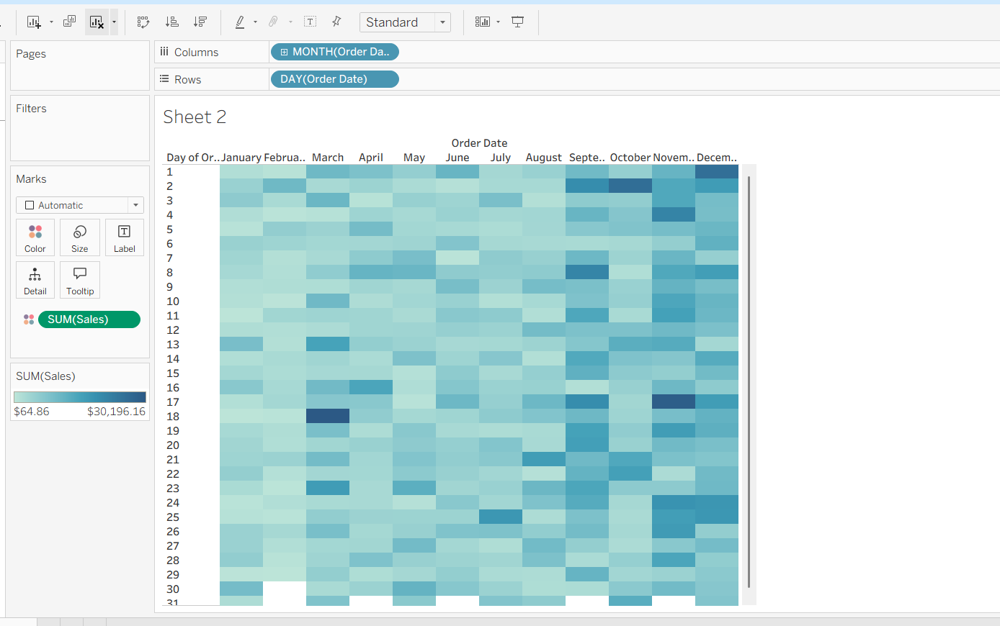 Standard
Pages
Columns
MONTH(Order Da..
Rows
DAY(Order Date)
Filters
Marks
Automatic
Color
Size
Label
Detail
Tooltip
SUM(Sales)
SUM(Sales)
$64.86 $30,196.16
Sheet 2
Order Date
Day of Or.. January Februa.. March April May June July August Septe.. October Novem.. Decem..
1
2
3
4
5
6
7
8
9
10
11
12
13
14
15
16
17
18
19
20
21
22
23
24
25
26
27
28
29
30
31